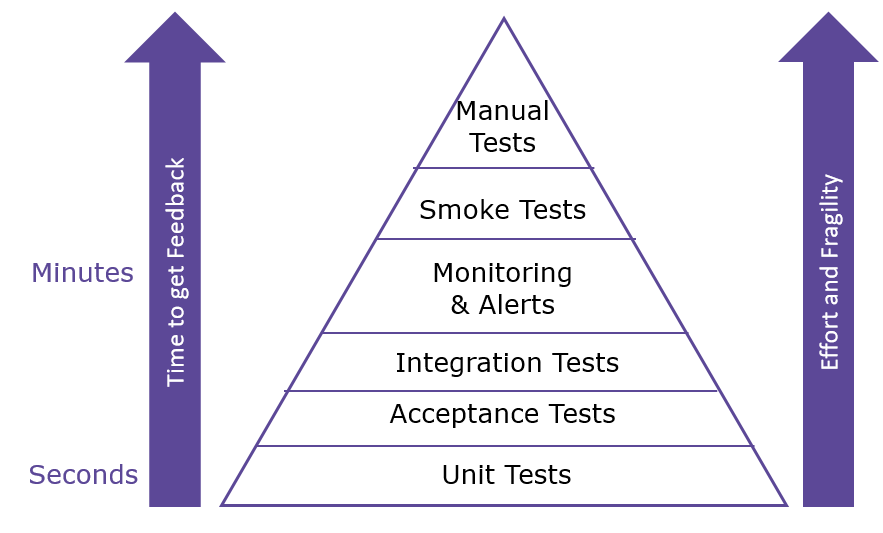 Manual
Tests
Smoke Tests
Monitoring
& Alerts
Integration Tests
Acceptance Tests
Unit Tests
Minutes
Seconds
Time to get Feedback
Effort and Fragility